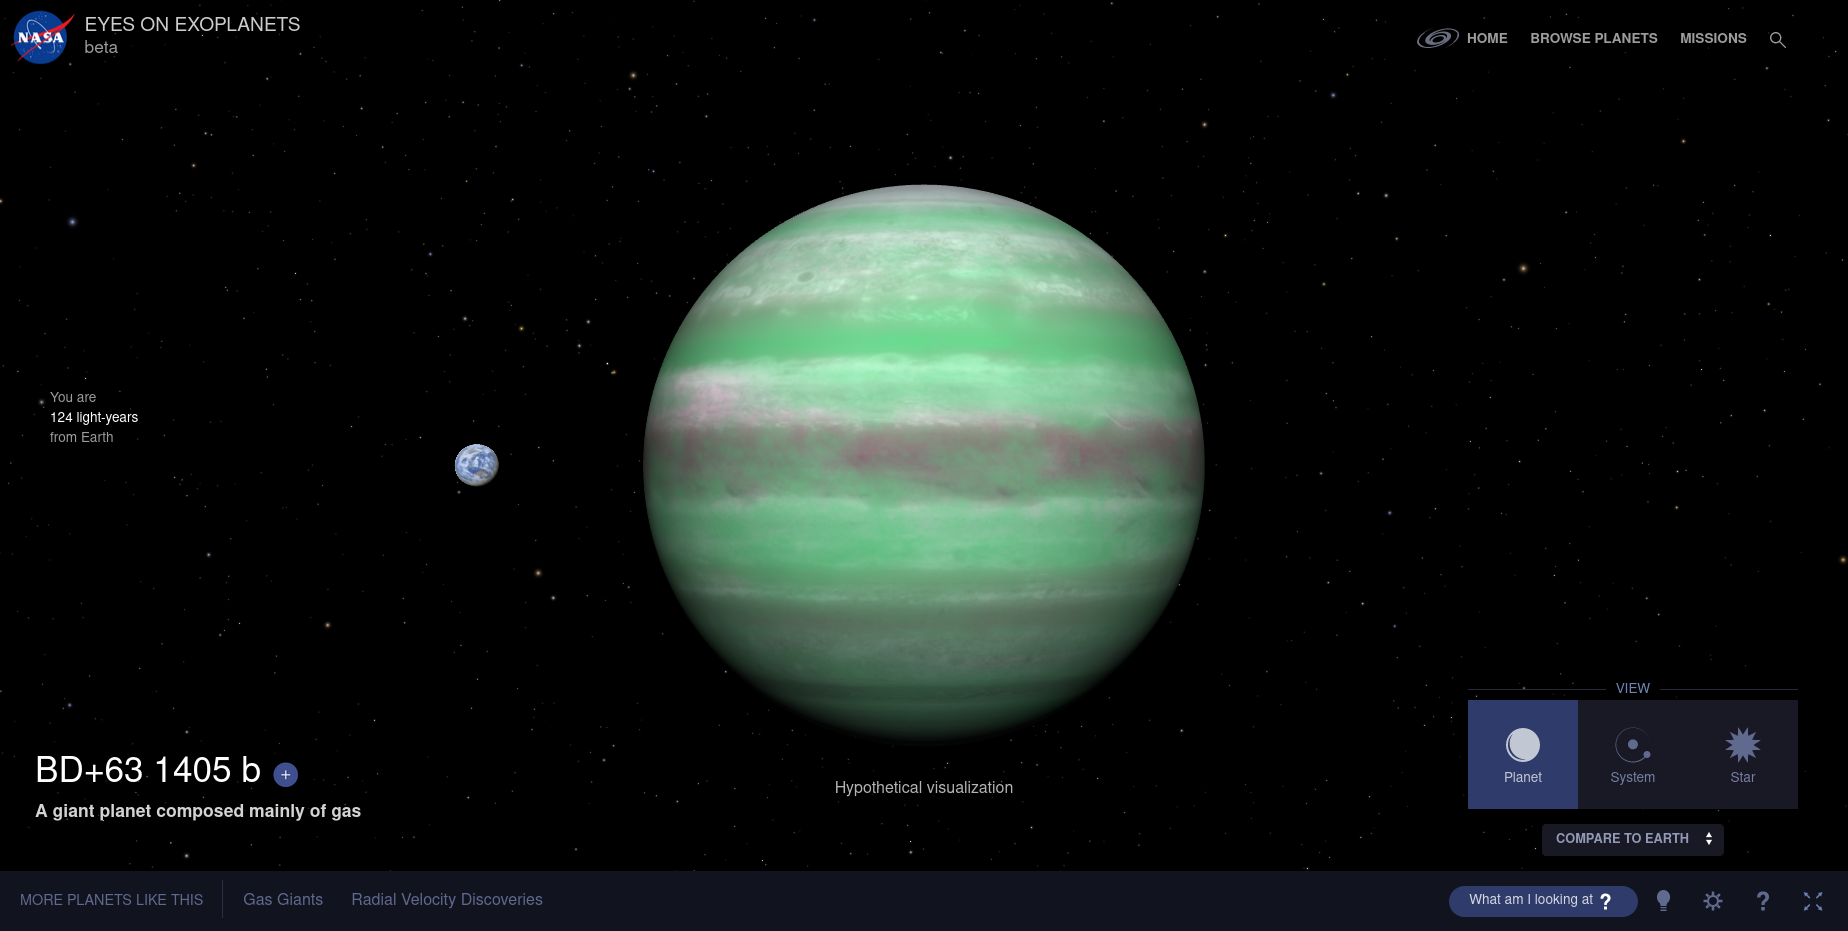 NASA
EYES ON EXOPLANETS
beta
HOME
BROWSE PLANETS
MISSIONS
You are
124 light-years
from Earth
BD+63 1405 b +
A giant planet composed mainly of gas
Hypothetical visualization
VIEW
Planet
System
Star
COMPARE TO EARTH
MORE PLANETS LIKE THIS
Gas Giants
Radial Velocity Discoveries
What am I looking at ?
?